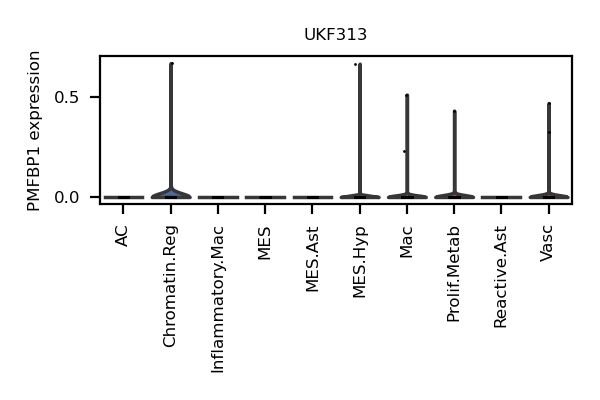 UKF313
PMFBP1 expression
0.5
0.0
AC
Chromatin.Reg
Inflammatory.Mac
MES
MES.Ast
MES.Hyp
Mac
Prolif.Metab
Reactive.Ast
Vasc